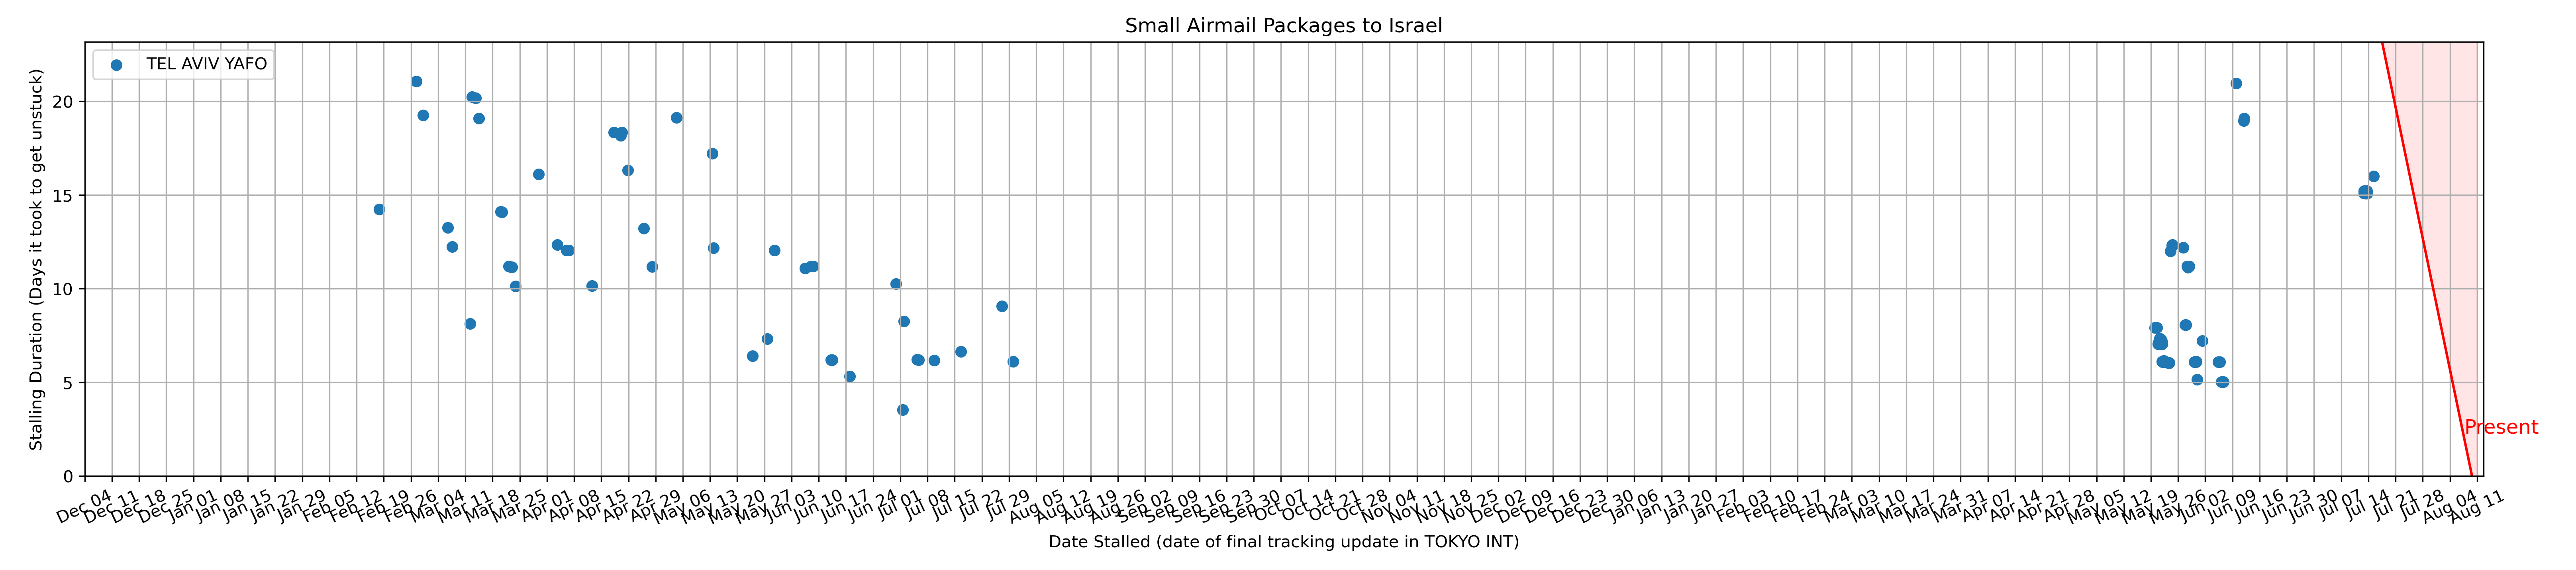 Small Airmail Packages to Israel
TEL AVIV YAFO
Stalling Duration (Days it took to get unstuck)
20
15
10
5
0
Present
Dec 04
Dec 11
Dec 18
Dec 25
Jan 01
Jan 08
Jan 15
Jan 22
Jan 29
Feb 05
Feb 12
Feb 19
Feb 26
Mar 04
Mar 11
Mar 18
Mar 25
Apr 01
Apr 08
Apr 15
Apr 22
Apr 29
May 06
May 13
May 20
May 27
Jun 03
Jun 10
Jun 17
Jun 24
Jul 01
Jul 08
Jul 15
Jul 22
Jul 29
Aug 05
Aug 12
Aug 19
Aug 26
Sep 02
Sep 09
Sep 16
Sep 23
Sep 30
Oct 07
Oct 14
Oct 21
Oct 28
Nov 04
Nov 11
Nov 18
Nov 25
Dec 02
Dec 09
Dec 16
Dec 23
Dec 30
Jan 06
Jan 13
Jan 20
Jan 27
Feb 03
Feb 10
Feb 17
Feb 24
Mar 03
Mar 10
Mar 17
Mar 24
Mar 31
Apr 07
Apr 14
Apr 21
Apr 28
May 05
May 12
May 19
May 26
Jun 02
Jun 09
Jun 16
Jun 23
Jun 30
Jul 07
Jul 14
Jul 21
Jul 28
Aug 04
Aug 11
Date Stalled (date of final tracking update in TOKYO INT)